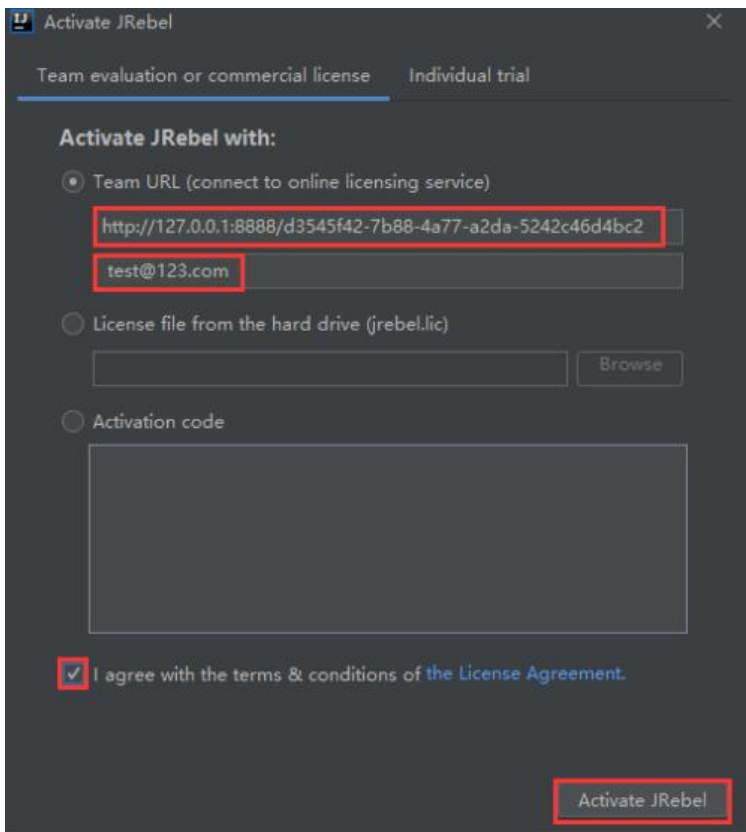 Activate JRebel
Team evaluation or commercial license Individual trial
Activate JRebel with:
Team URL (connect to online licensing service)
http://127.0.0.1:8888/d3545f42-7b88-4a77-a2da-5242c46d4bc2
test@123.com
License file from the hard drive (jrebel.lic)
Browse
Activation code
I agree with the terms & conditions of the License Agreement.
Activate JRebel